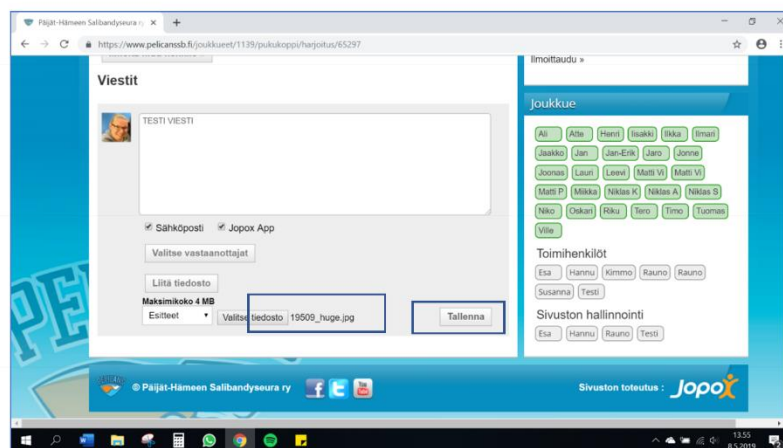 Päijät-Hämeen Salibandyseura ry
https://www.pelicanssb.fi/joukkueet/1139/pukukoppi/harjoitus/65297
Ilmoittaudu »
Viestit
TESTI VIESTI
Sähköposti Jopox App
Valitse vastaanottajat
Liitä tiedosto
Maksimikoko 4 MB
Esitteet Valitse tiedosto 19509_huge.jpg Tallenna
Joukkue
Ali Atte Henri Iisakki Ilkka Ilmari
Jaakko Jan Jan-Erik Jaro Jonne
Joonas Lauri Leevi Matti Vi Matti Vi
Matti P Miikka Niklas K Niklas A Niklas S
Niko Oskari Riku Tero Timo Tuomas
Ville
Toimihenkilöt
Esa Hannu Kimmo Rauno Rauno
Susanna Testi
Sivuston hallinnointi
Esa Hannu Rauno Testi
© Päijät-Hämeen Salibandyseura ry
Sivuston toteutus : Jopox
13.55
8.5.2019